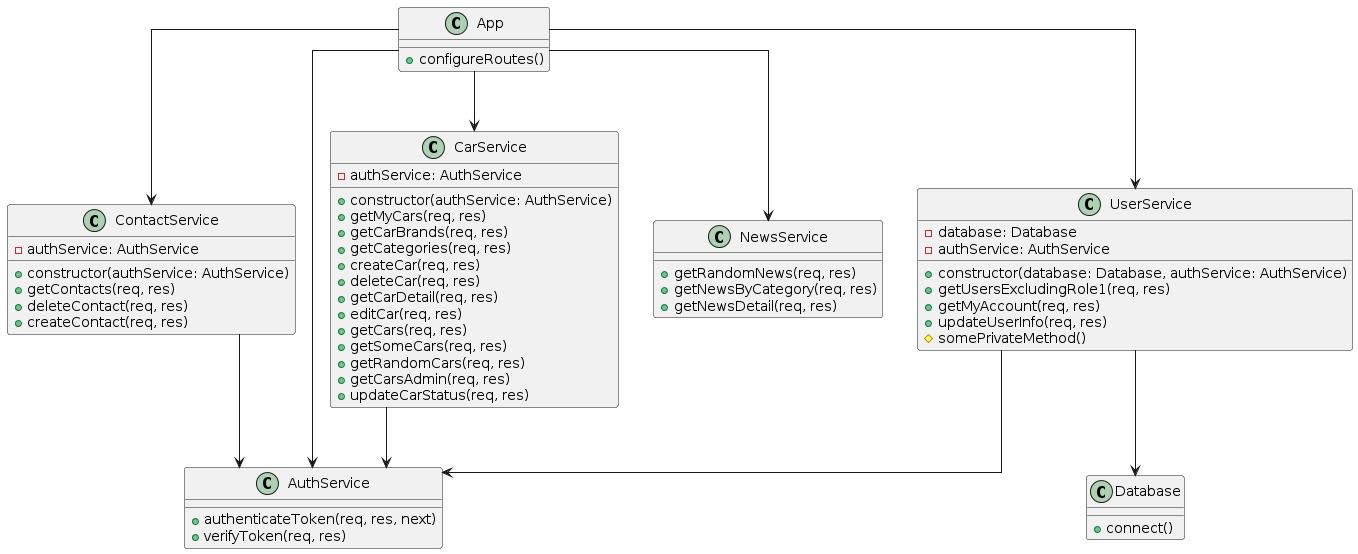 C App
configureRoutes()
C CarService
authService: AuthService
constructor(authService: AuthService)
getMyCars(req, res)
getCarBrands(req, res)
getCategories(req, res)
createCar(req, res)
deleteCar(req, res)
getCarDetail(req, res)
editCar(req, res)
getCars(req, res)
getSomeCars(req, res)
getRandomCars(req, res)
getCarsAdmin(req, res)
updateCarStatus(req, res)
C ContactService
authService: AuthService
constructor(authService: AuthService)
getContacts(req, res)
deleteContact(req, res)
createContact(req, res)
C NewsService
getRandomNews(req, res)
getNewsByCategory(req, res)
getNewsDetail(req, res)
C UserService
database: Database
authService: AuthService
constructor(database: Database, authService: AuthService)
getUsersExcludingRole1(req, res)
getMyAccount(req, res)
updateUserInfo(req, res)
somePrivateMethod()
C AuthService
authenticateToken(req, res, next)
verifyToken(req, res)
C Database
connect()